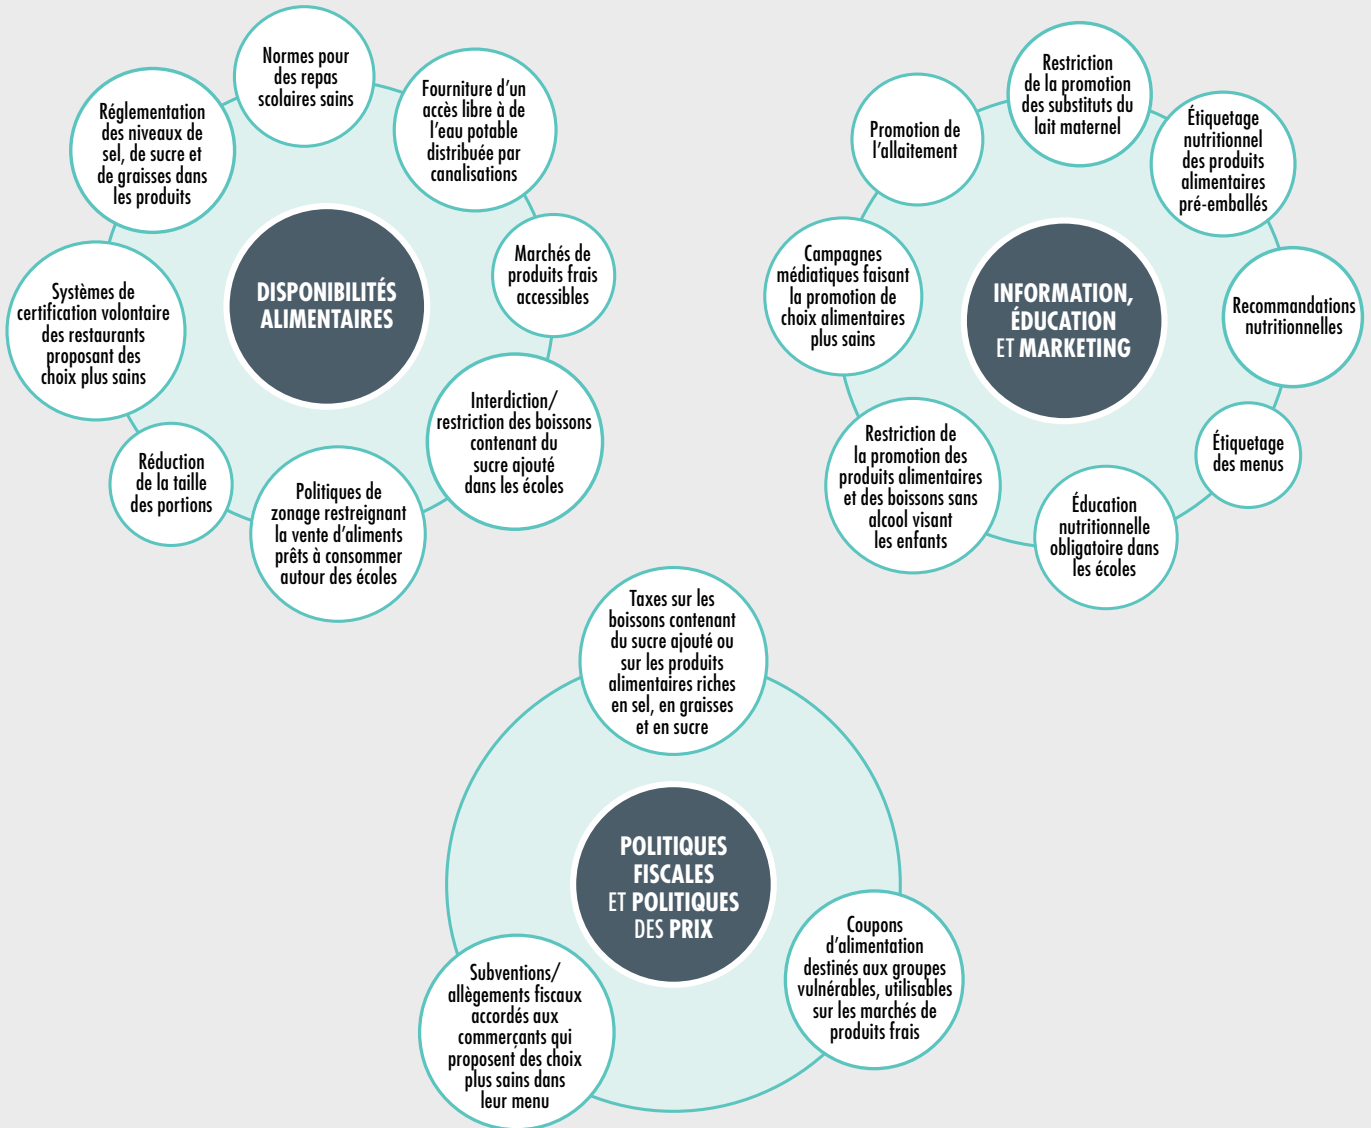 DISPONIBILITÉS
ALIMENTAIRES
Normes pour
des repas
scolaires sains
Fourniture d'un
accès libre à de
l'eau potable
distribuée par
canalisations
Marchés de
produits frais
accessibles
Interdiction/
restriction des boissons
contenant du
sucre ajouté
dans les écoles
Politiques de
zonage restreignant
la vente d'aliments
prêts à consommer
autour des écoles
Réduction
de la taille
des portions
Systèmes de
certification volontaire
des restaurants
proposant des
choix plus sains
Réglementation
des niveaux de
sel, de sucre et
de graisses dans
les produits
INFORMATION,
ÉDUCATION
ET MARKETING
Restriction
de la promotion
des substituts du
lait maternel
Étiquetage
nutritionnel
des produits
alimentaires
pré-emballés
Recommandations
nutritionnelles
Étiquetage
des menus
Éducation
nutritionnelle
obligatoire dans
les écoles
Restriction de
la promotion des
produits alimentaires
et des boissons sans
alcool visant
les enfants
Campagnes
médiatiques faisant
la promotion de
choix alimentaires
plus sains
Promotion de
l'allaitement
POLITIQUES
FISCALES
ET POLITIQUES
DES PRIX
Taxes sur les
boissons contenant
du sucre ajouté ou
sur les produits
alimentaires riches
en sel, en graisses
et en sucre
Coupons
d'alimentation
destinés aux groupes
vulnérables, utilisables
sur les marchés de
produits frais
Subventions/
allègements fiscaux
accordés aux
commerçants qui
proposent des choix
plus sains dans
leur menu